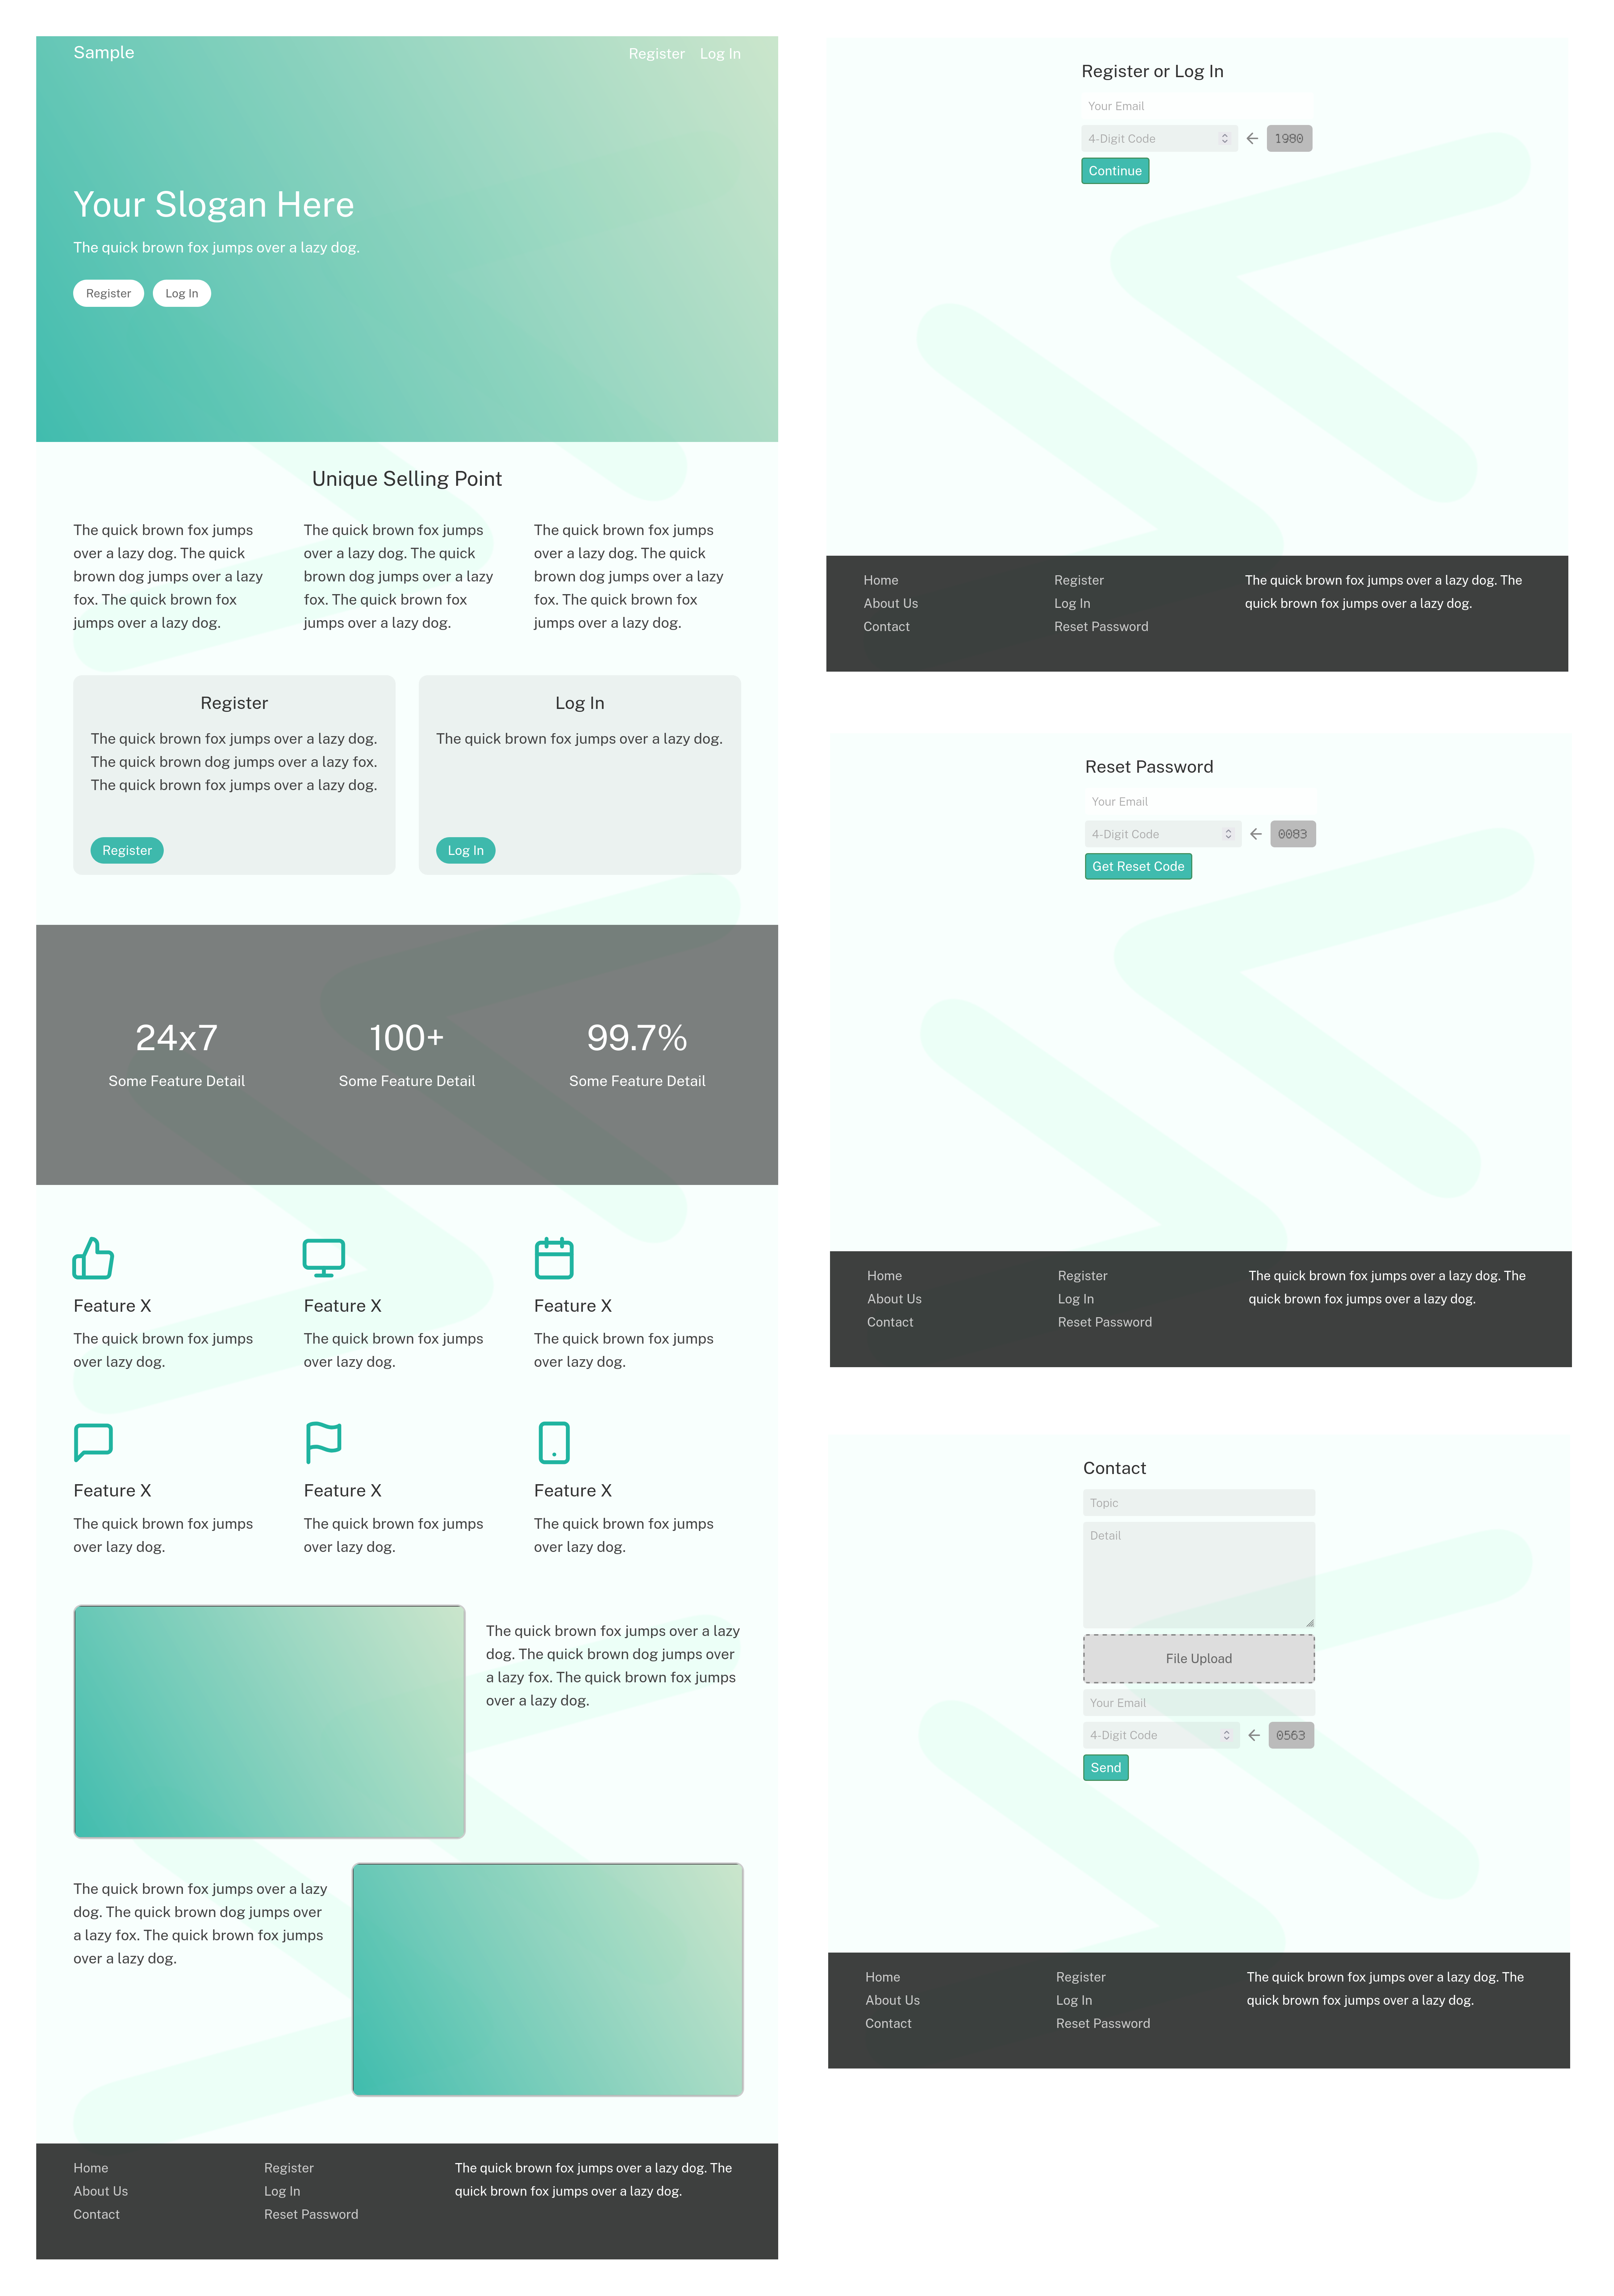 Sample
Register Log In
Your Slogan Here
The quick brown fox jumps over a lazy dog.
Register Log In
Unique Selling Point
The quick brown fox jumps
over a lazy dog. The quick
brown dog jumps over a lazy
fox. The quick brown fox
jumps over a lazy dog.
The quick brown fox jumps
over a lazy dog. The quick
brown dog jumps over a lazy
fox. The quick brown fox
jumps over a lazy dog.
The quick brown fox jumps
over a lazy dog. The quick
brown dog jumps over a lazy
fox. The quick brown fox
jumps over a lazy dog.
Register
The quick brown fox jumps over a lazy dog.
The quick brown dog jumps over a lazy fox.
The quick brown fox jumps over a lazy dog.
Register
Log In
The quick brown fox jumps over a lazy dog.
Log In
24x7
Some Feature Detail
100+
Some Feature Detail
99.7%
Some Feature Detail
Feature X
The quick brown fox jumps
over lazy dog.
Feature X
The quick brown fox jumps
over lazy dog.
Feature X
The quick brown fox jumps
over lazy dog.
Feature X
The quick brown fox jumps
over lazy dog.
Feature X
The quick brown fox jumps
over lazy dog.
Feature X
The quick brown fox jumps
over lazy dog.
The quick brown fox jumps over a lazy
dog. The quick brown dog jumps over
a lazy fox. The quick brown fox jumps
over a lazy dog.
The quick brown fox jumps over a lazy
dog. The quick brown dog jumps over
a lazy fox. The quick brown fox jumps
over a lazy dog.
Home
About Us
Contact
Register
Log In
Reset Password
The quick brown fox jumps over a lazy dog. The
quick brown fox jumps over a lazy dog.
Register or Log In
Your Email
4-Digit Code ← 1980
Continue
Home
About Us
Contact
Register
Log In
Reset Password
The quick brown fox jumps over a lazy dog. The
quick brown fox jumps over a lazy dog.
Reset Password
Your Email
4-Digit Code ← 0083
Get Reset Code
Home
About Us
Contact
Register
Log In
Reset Password
The quick brown fox jumps over a lazy dog. The
quick brown fox jumps over a lazy dog.
Contact
Topic
Detail
File Upload
Your Email
4-Digit Code ← 0563
Send
Home
About Us
Contact
Register
Log In
Reset Password
The quick brown fox jumps over a lazy dog. The
quick brown fox jumps over a lazy dog.